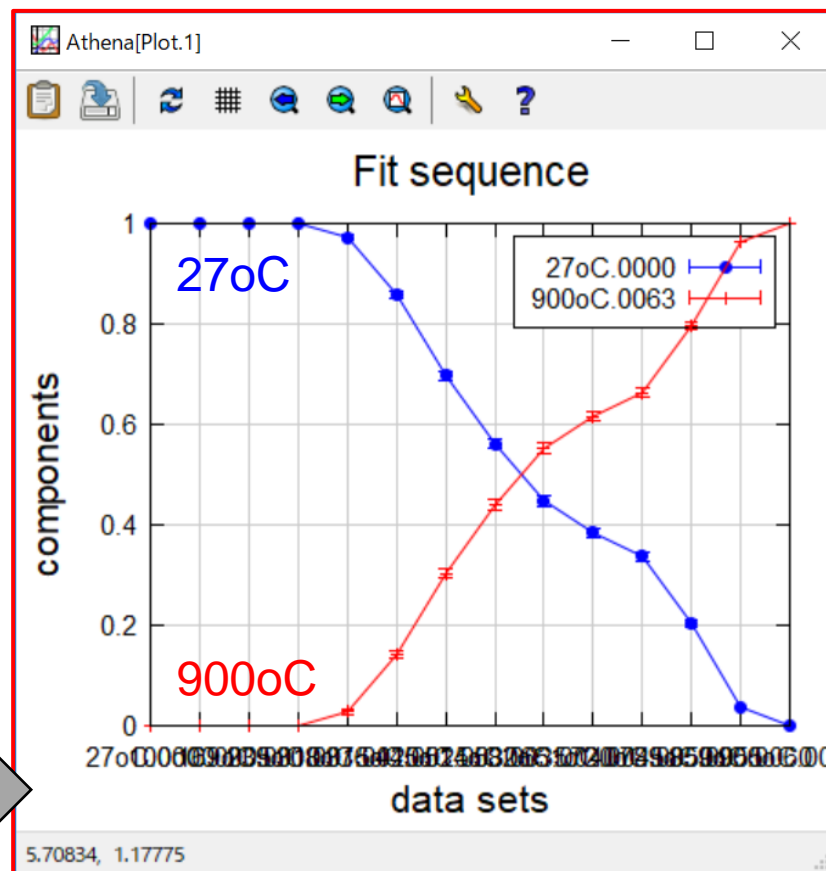 Athena[Plot.1]
Fit sequence
1
27oC
27oC.0000
900oC.0063
0.8
0.6
components
0.4
0.2
900oC
0
data sets
5.70834, 1.17775